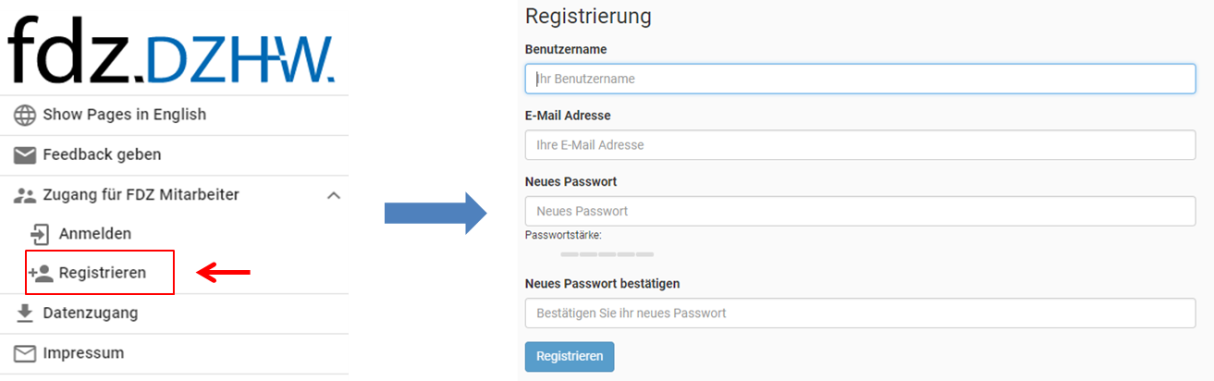 fdz.DZHW.
Show Pages in English
Feedback geben
Zugang für FDZ Mitarbeiter
Anmelden
Registrieren
Datenzugang
Impressum
Registrierung
Benutzername
Ihr Benutzername
E-Mail Adresse
Ihre E-Mail Adresse
Neues Passwort
Neues Passwort
Passwortstärke:
Neues Passwort bestätigen
Bestätigen Sie ihr neues Passwort
Registrieren